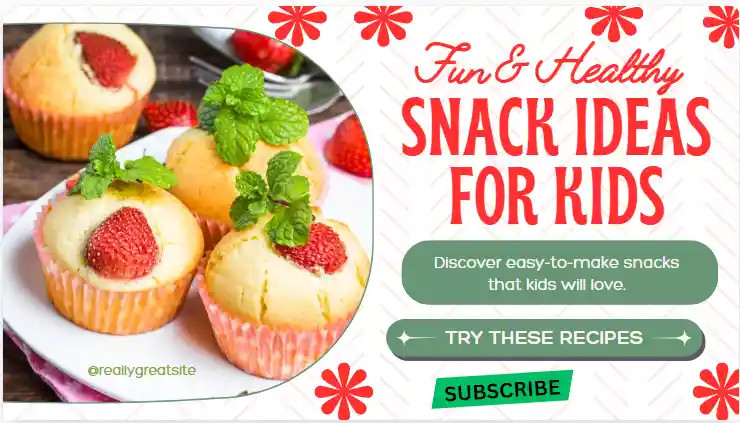 Fun & Healthy
SNACK IDEAS
FOR KIDS
Discover easy-to-make snacks
that kids will love.
TRY THESE RECIPES
SUBSCRIBE
@reallygreatsite